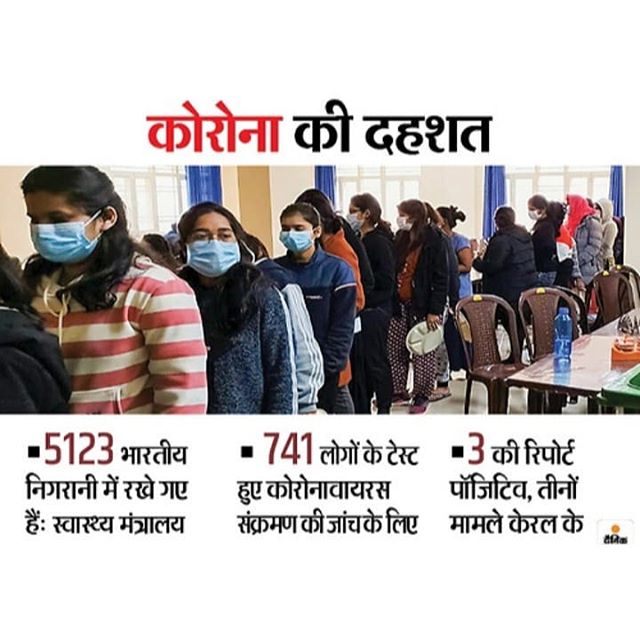 कोरोना की दहशत
▪5123 भारतीय
निगरानी में रखे गए
हैं: स्वास्थ्य मंत्रालय
▪ 741 लोगों के टेस्ट
हुए कोरोनावायरस
संक्रमण की जांच के लिए
▪3 की रिपोर्ट
पॉजिटिव, तीनों
मामले केरल के
दैनिक